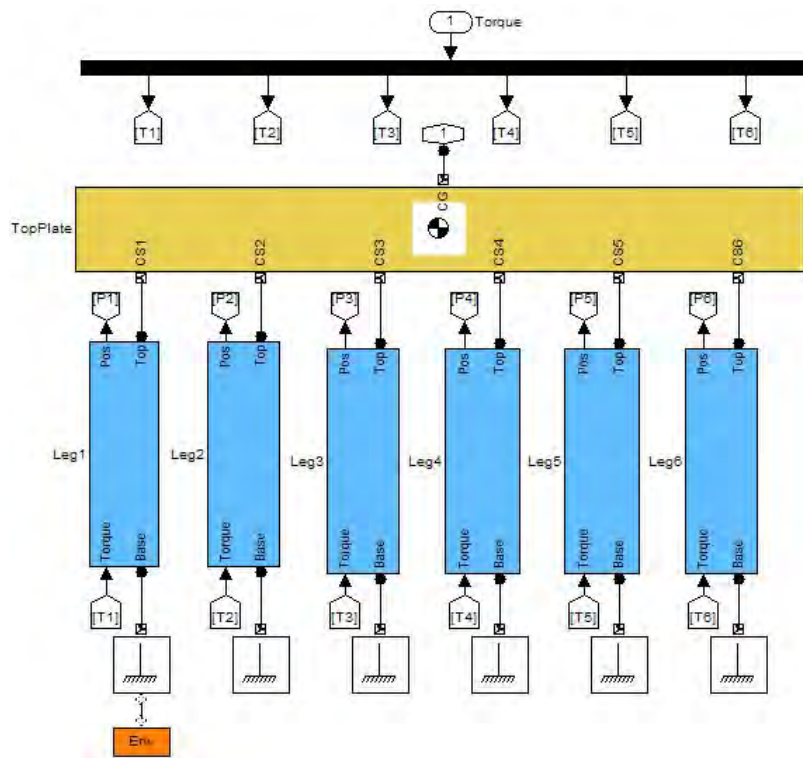 1 Torque
[T1] [T2] [T3] 1 [T4] [T5] [T6]
CG
TopPlate
CS1 CS2 CS3 CS4 CS5 CS6
[P1] [P2] [P3] [P4] [P5] [P6]
Pos Top Pos Top Pos Top Pos Top Pos Top Pos Top
Leg1 Leg2 Leg3 Leg4 Leg5 Leg6
Torque Base Torque Base Torque Base Torque Base Torque Base Torque Base
[T1] [T2] [T3] [T4] [T5] [T6]
Env